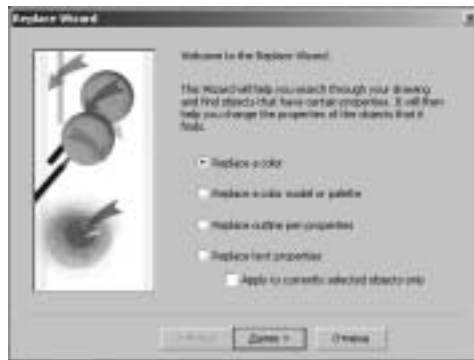 Replace Wizard
Welcome to the Replace Wizard.
This Wizard will help you search through your drawing
and find objects that have certain properties. It will then
help you change the properties of the objects that it
finds.
Replace a color
Replace a color model or palette
Replace outline pen properties
Replace text properties
Apply to currently selected objects only
Далее >
Отмена